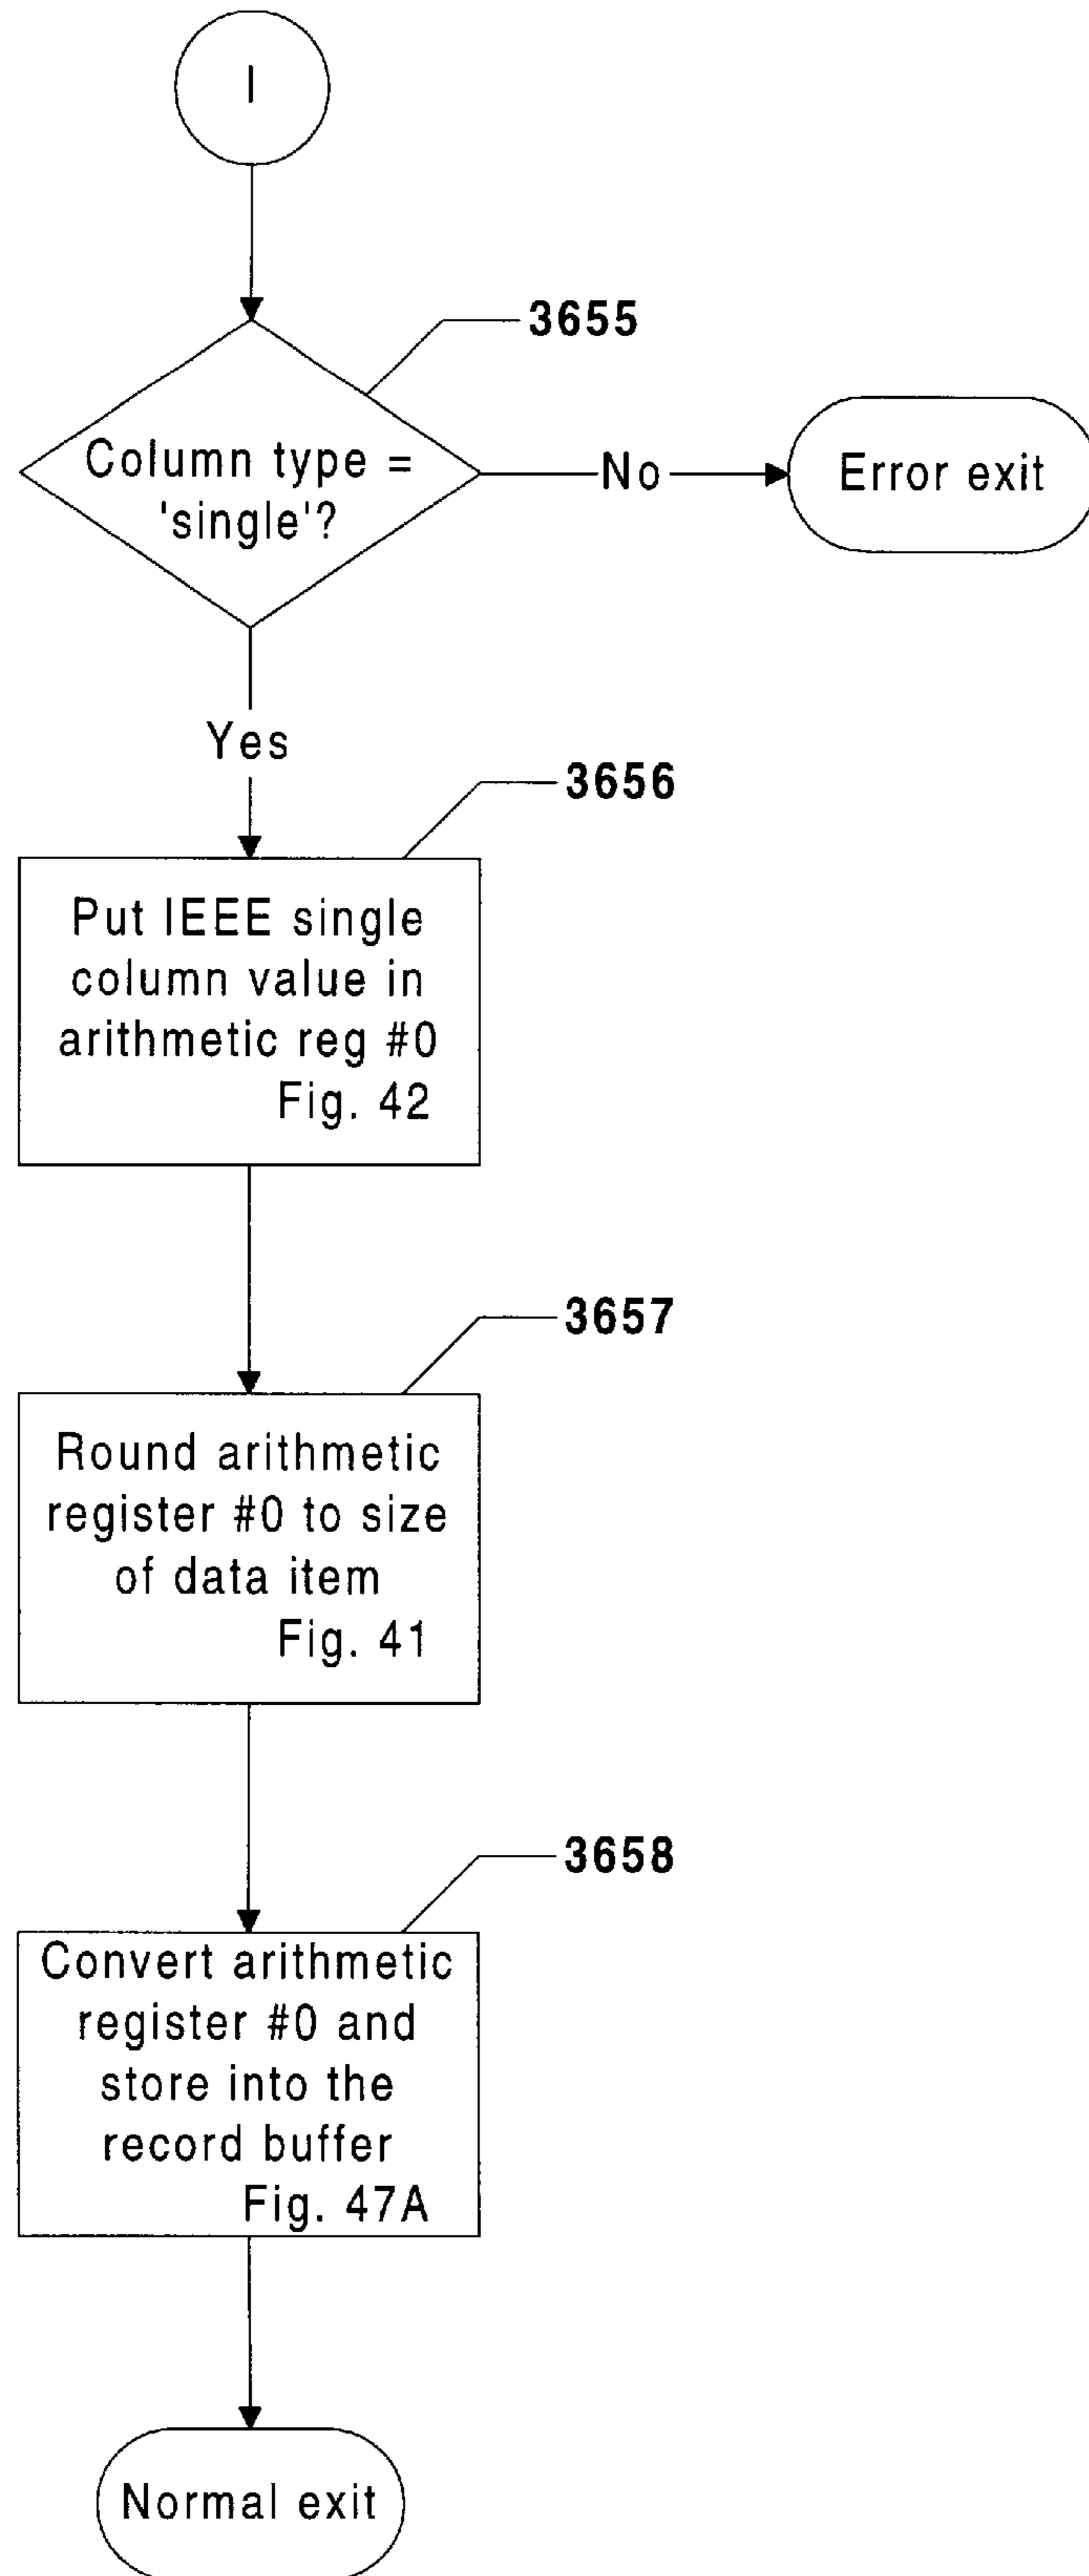 I
3655
Column type =
'single'?
No
Error exit
Yes
3656
Put IEEE single
column value in
arithmetic reg #0
Fig. 42
3657
Round arithmetic
register #0 to size
of data item
Fig. 41
3658
Convert arithmetic
register #0 and
store into the
record buffer
Fig. 47A
Normal exit